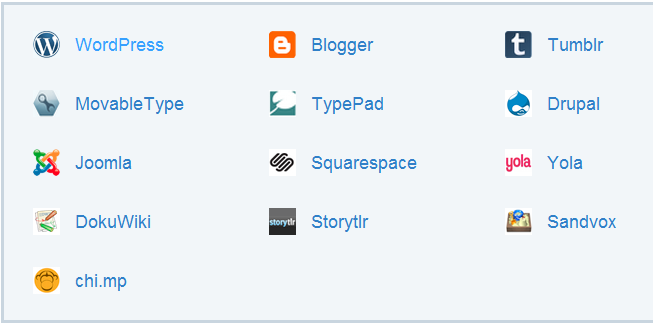 WordPress Blogger Tumblr
MovableType TypePad Drupal
Joomla Squarespace yola Yola
DokuWiki storytlr Storytlr Sandvox
chi.mp